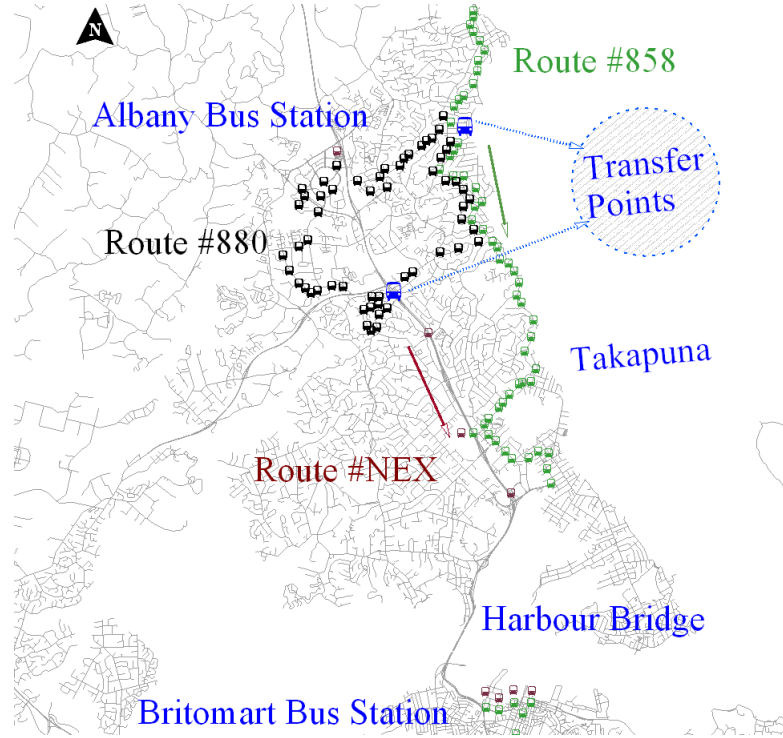 N
Route #858
Albany Bus Station
Transfer
Points
Route #880
Takapuna
Route #NEX
Harbour Bridge
Britomart Bus Station